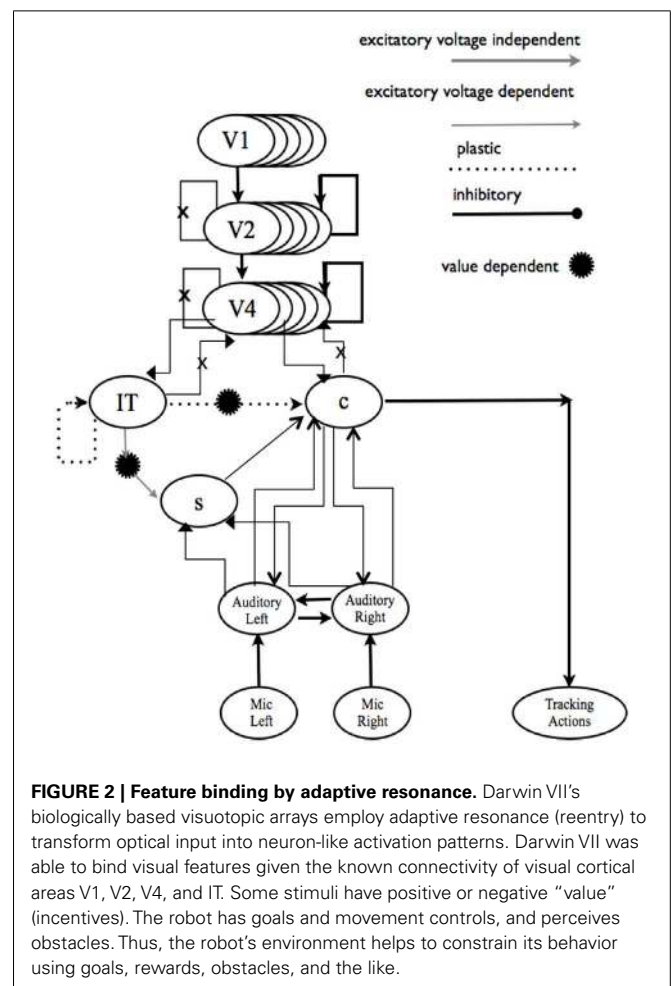 excitatory voltage independent
excitatory voltage dependent
plastic
inhibitory
value dependent
V1
V2
x
V4
x
x
x
IT
c
s
Auditory
Left
Auditory
Right
Mic
Left
Mic
Right
Tracking
Actions
FIGURE 2 | Feature binding by adaptive resonance. Darwin VII's
biologically based visuotopic arrays employ adaptive resonance (reentry) to
transform optical input into neuron-like activation patterns. Darwin VII was
able to bind visual features given the known connectivity of visual cortical
areas V1, V2, V4, and IT. Some stimuli have positive or negative “value”
(incentives). The robot has goals and movement controls, and perceives
obstacles. Thus, the robot's environment helps to constrain its behavior
using goals, rewards, obstacles, and the like.